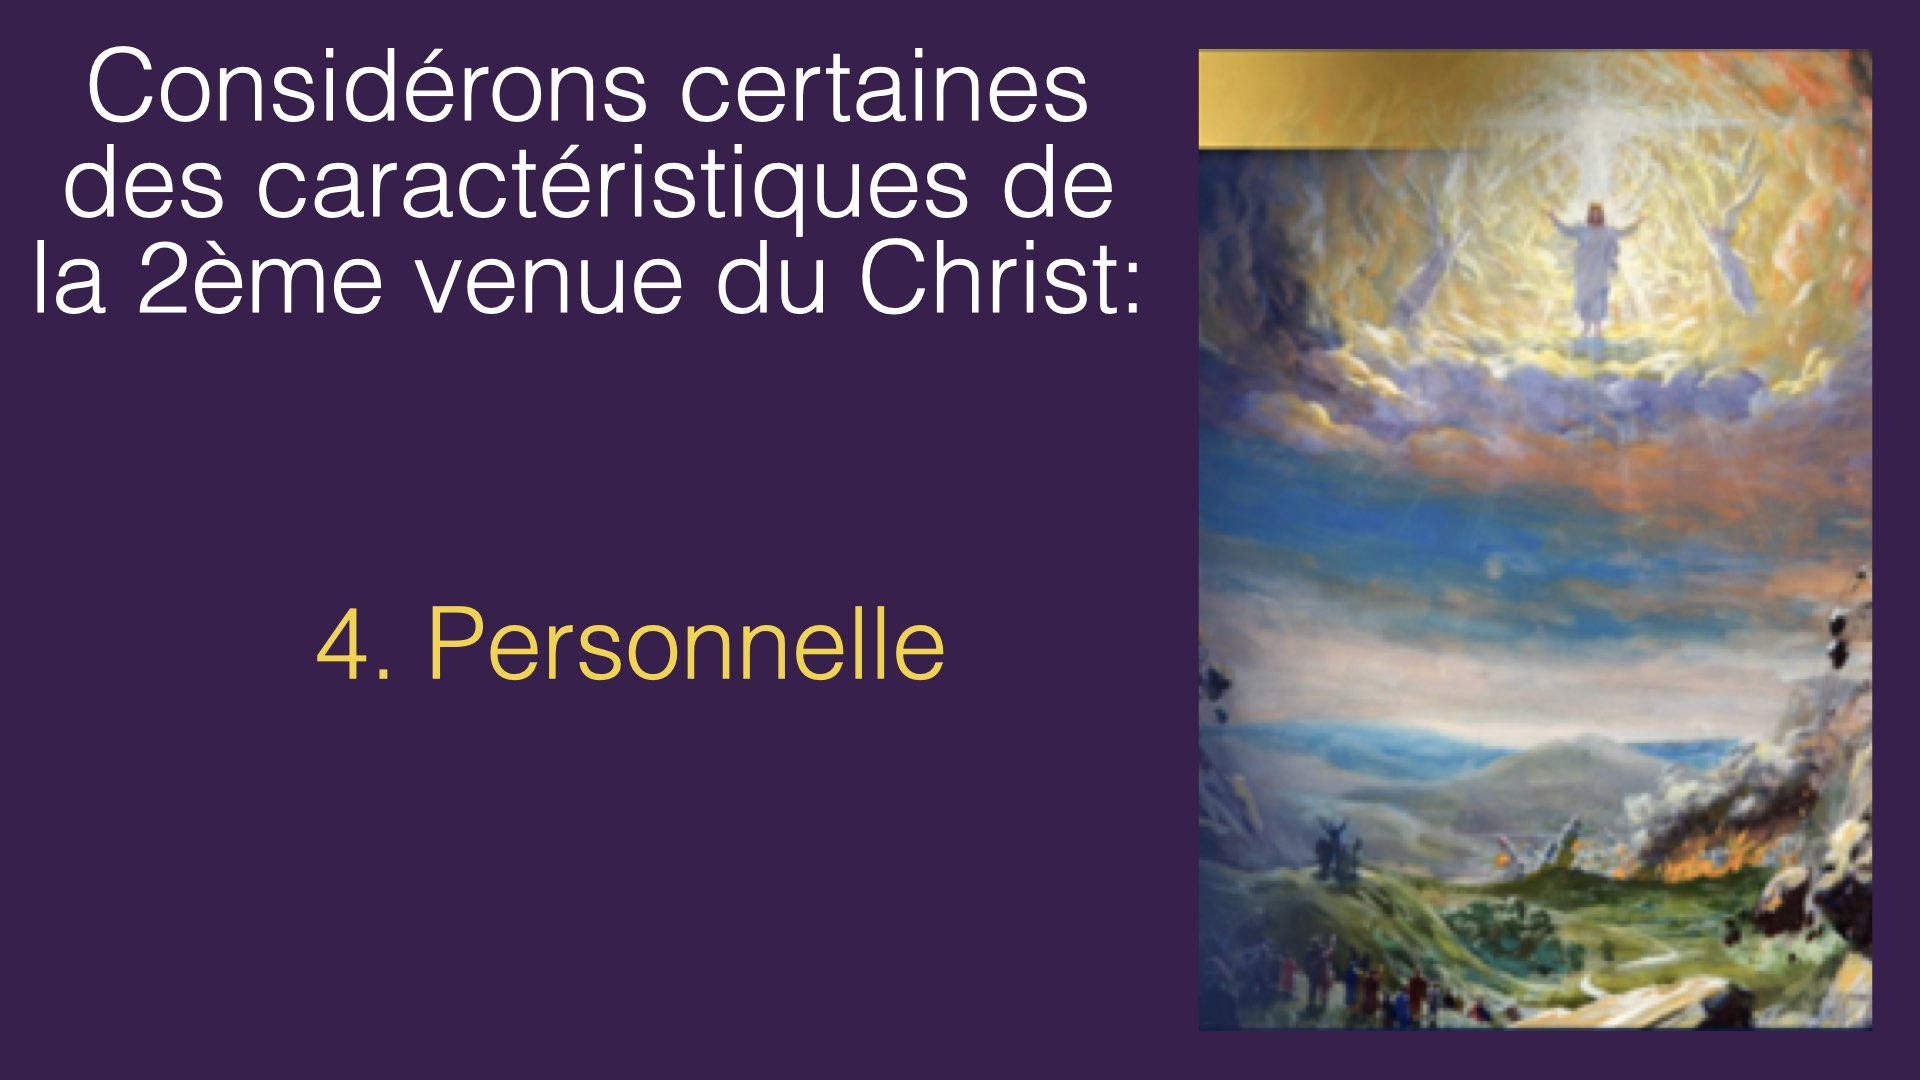 Considérons certaines
des caractéristiques de
la 2ème venue du Christ:
4. Personnelle